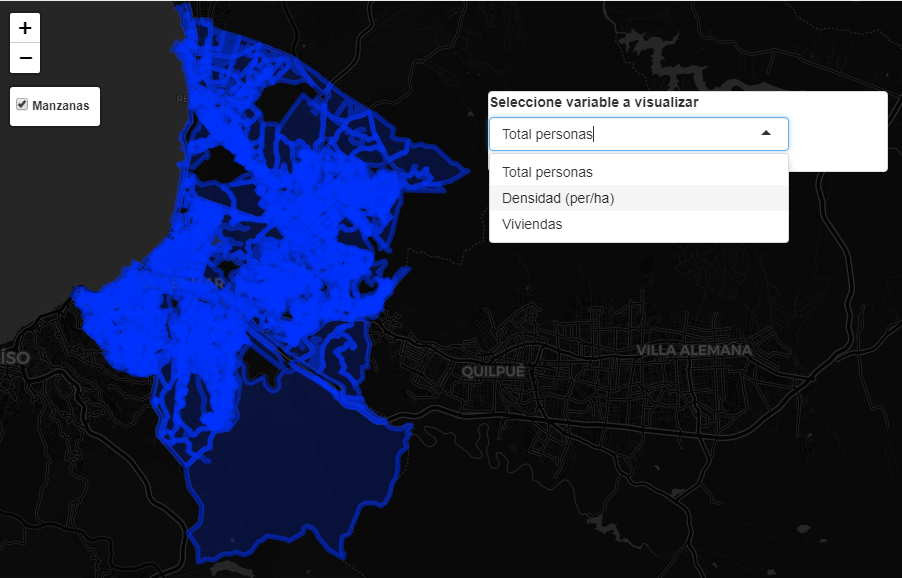 +
−
Manzanas
Seleccione variable a visualizar
Total personas
Total personas
Densidad (per/ha)
Viviendas
ÍSO
QUILPUÉ
VILLA ALEMANA